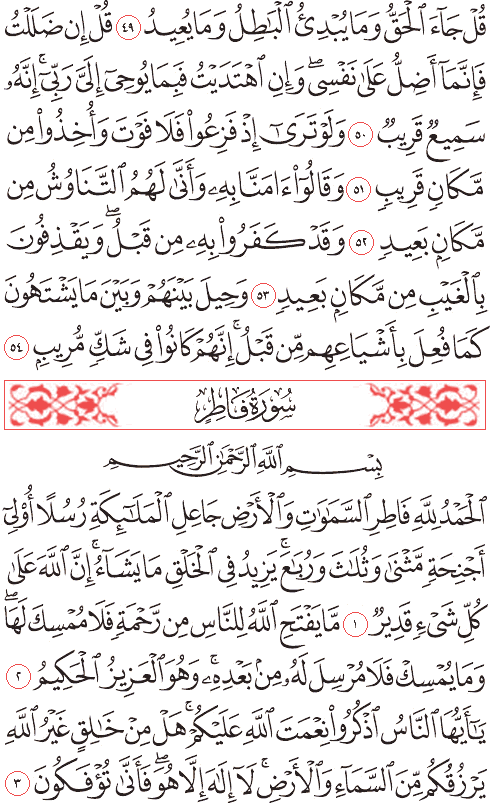 قُلْ جَآءَ ٱلْحَقُّ وَمَا يُبْدِئُ ٱلْبَٰطِلُ وَمَا يُعِيدُ ٤٩ قُلْ إِن ضَلَلْتُ
فَإِنَّمَآ أَضِلُّ عَلَىٰ نَفْسِى ۖ وَإِنِ ٱهْتَدَيْتُ فَبِمَا يُوحِىٓ إِلَىَّ رَبِّىٓ ۚ إِنَّهُۥ
سَمِيعٌ قَرِيبٌ ٥٠ وَلَوْ تَرَىٰٓ إِذْ فَزِعُوا۟ فَلَا فَوْتَ وَأُخِذُوا۟ مِن
مَّكَانٍ قَرِيبٍ ٥١ وَقَالُوٓا۟ ءَامَنَّا بِهِۦ وَأَنَّىٰ لَهُمُ ٱلتَّنَاوُشُ مِن
مَّكَانٍۭ بَعِيدٍ ٥٢ وَقَدْ كَفَرُوا۟ بِهِۦ مِن قَبْلُ ۖ وَيَقْذِفُونَ
بِٱلْغَيْبِ مِن مَّكَانٍۭ بَعِيدٍ ٥٣ وَحِيلَ بَيْنَهُمْ وَبَيْنَ مَا يَشْتَهُونَ
كَمَا فُعِلَ بِأَشْيَاعِهِم مِّن قَبْلُ ۚ إِنَّهُمْ كَانُوا۟ فِى شَكٍّ مُّرِيبٍۭ ٥٤
سُورَةُ فَاطِرٍ
بِسْمِ ٱللَّهِ ٱلرَّحْمَٰنِ ٱلرَّحِيمِ
ٱلْحَمْدُ لِلَّهِ فَاطِرِ ٱلسَّمَٰوَٰتِ وَٱلْأَرْضِ جَاعِلِ ٱلْمَلَٰٓئِكَةِ رُسُلًا أُو۟لِىٓ
أَجْنِحَةٍ مَّثْنَىٰ وَثُلَٰثَ وَرُبَٰعَ ۚ يَزِيدُ فِى ٱلْخَلْقِ مَا يَشَآءُ ۚ إِنَّ ٱللَّهَ عَلَىٰ
كُلِّ شَىْءٍ قَدِيرٌ ١ مَّا يَفْتَحِ ٱللَّهُ لِلنَّاسِ مِن رَّحْمَةٍ فَلَا مُمْسِكَ لَهَا ۖ
وَمَا يُمْسِكْ فَلَا مُرْسِلَ لَهُۥ مِنۢ بَعْدِهِۦ ۚ وَهُوَ ٱلْعَزِيزُ ٱلْحَكِيمُ ٢
يَٰٓأَيُّهَا ٱلنَّاسُ ٱذْكُرُوا۟ نِعْمَتَ ٱللَّهِ عَلَيْكُمْ ۚ هَلْ مِنْ خَٰلِقٍ غَيْرُ ٱللَّهِ
يَرْزُقُكُم مِّنَ ٱلسَّمَآءِ وَٱلْأَرْضِ ۚ لَآ إِلَٰهَ إِلَّا هُوَ ۖ فَأَنَّىٰ تُؤْفَكُونَ ٣